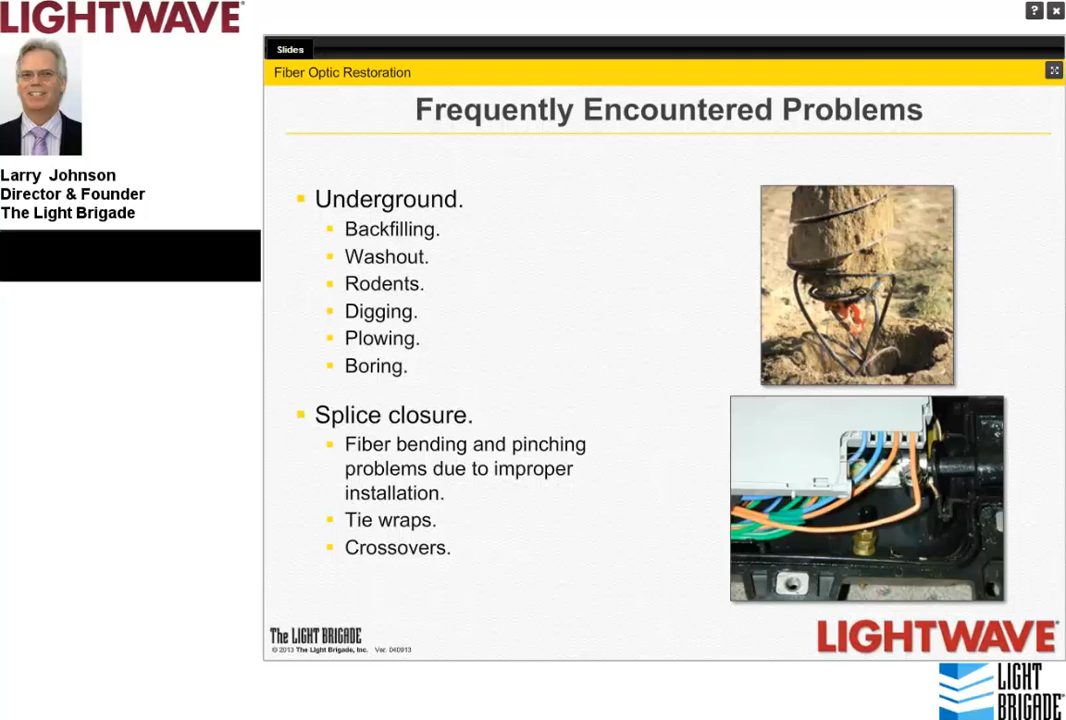 LIGHTWAVE
?
Slides
Fiber Optic Restoration
Frequently Encountered Problems
Larry Johnson
Director & Founder
The Light Brigade
Underground.
Backfilling.
Washout.
Rodents.
Digging.
Plowing.
Boring.
Splice closure.
Fiber bending and pinching
problems due to improper
installation.
Tie wraps.
Crossovers.
The LIGHT BRIGADE
© 2013 The Light Brigade, Inc. Ver. 040913
LIGHTWAVE
LIGHT
BRIGADE